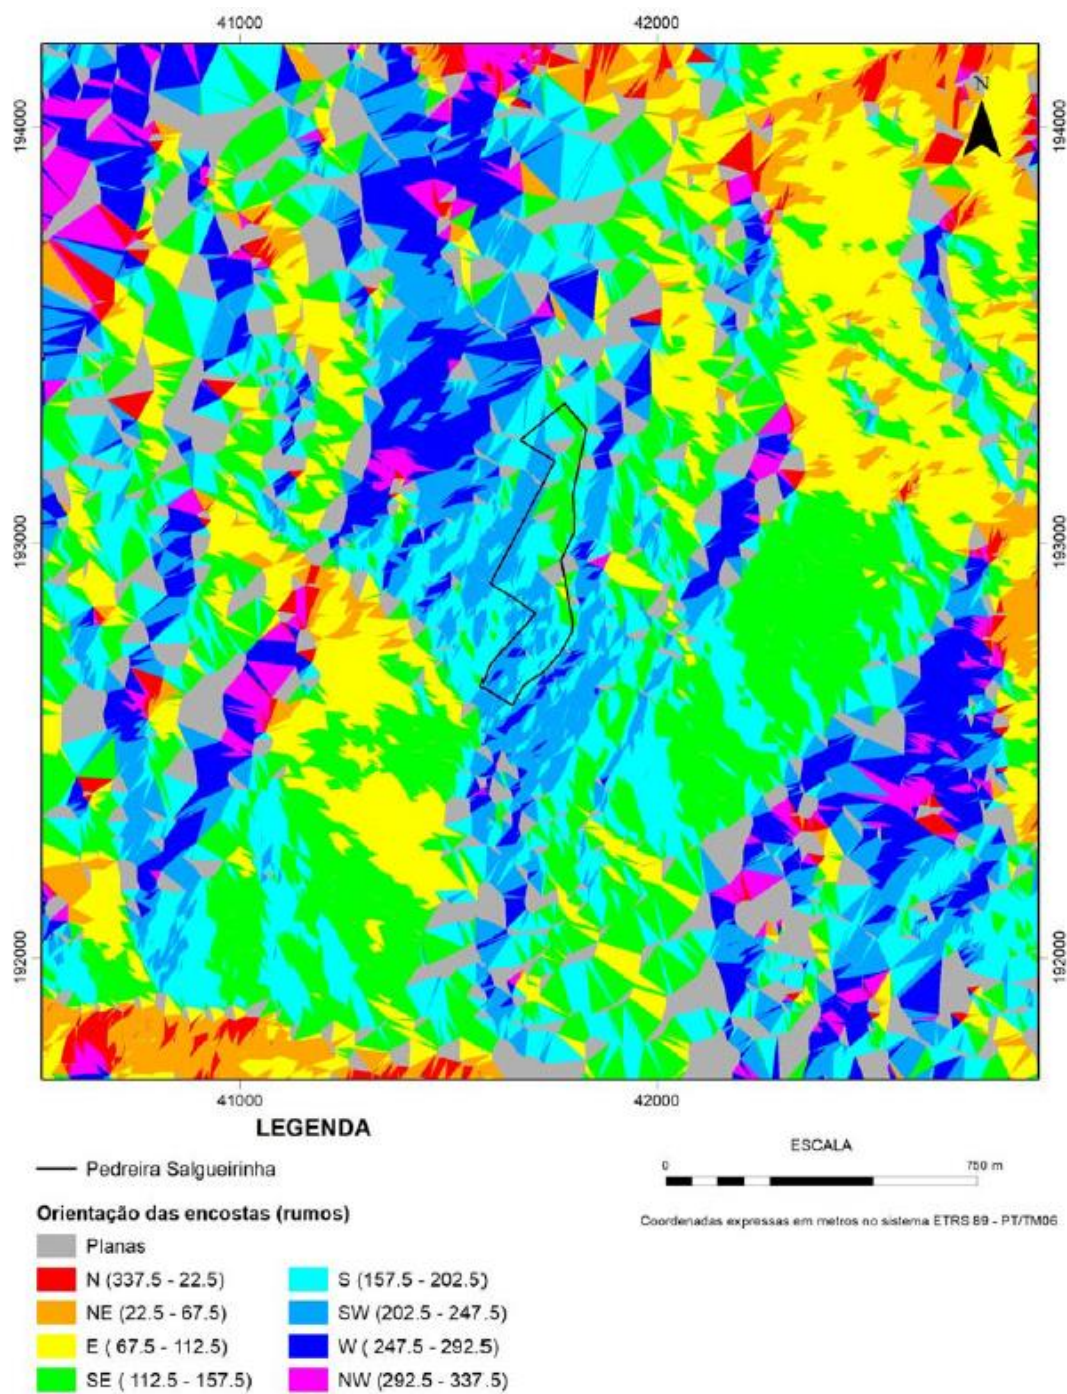 41000 42000
N
194000 194000
193000 193000
192000 192000
41000 42000
LEGENDA
Pedreira Salgueirinha
Orientação das encostas (rumos)
Planas
N (337.5 - 22.5)
NE (22.5 - 67.5)
E ( 67.5 - 112.5)
SE ( 112.5 - 157.5)
S (157.5 - 202.5)
SW (202.5 - 247.5)
W ( 247.5 - 292.5)
NW (292.5 - 337.5)
ESCALA
0 750 m
Coordenadas expressas em metros no sistema ETRS 89 - PT/TM06